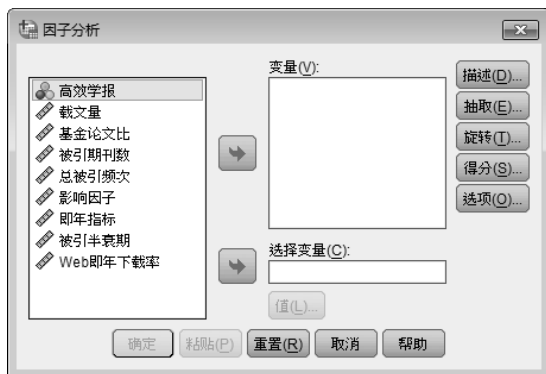 因子分析
变量(V):
高效学报
载文量
基金论文比
被引期刊数
总被引频次
影响因子
即年指标
被引半衰期
Web即年下载率
描述(D)...
抽取(E)...
旋转(T)...
得分(S)...
选项(O)...
选择变量(C):
值(L)...
确定
粘贴(P)
重置(R)
取消
帮助